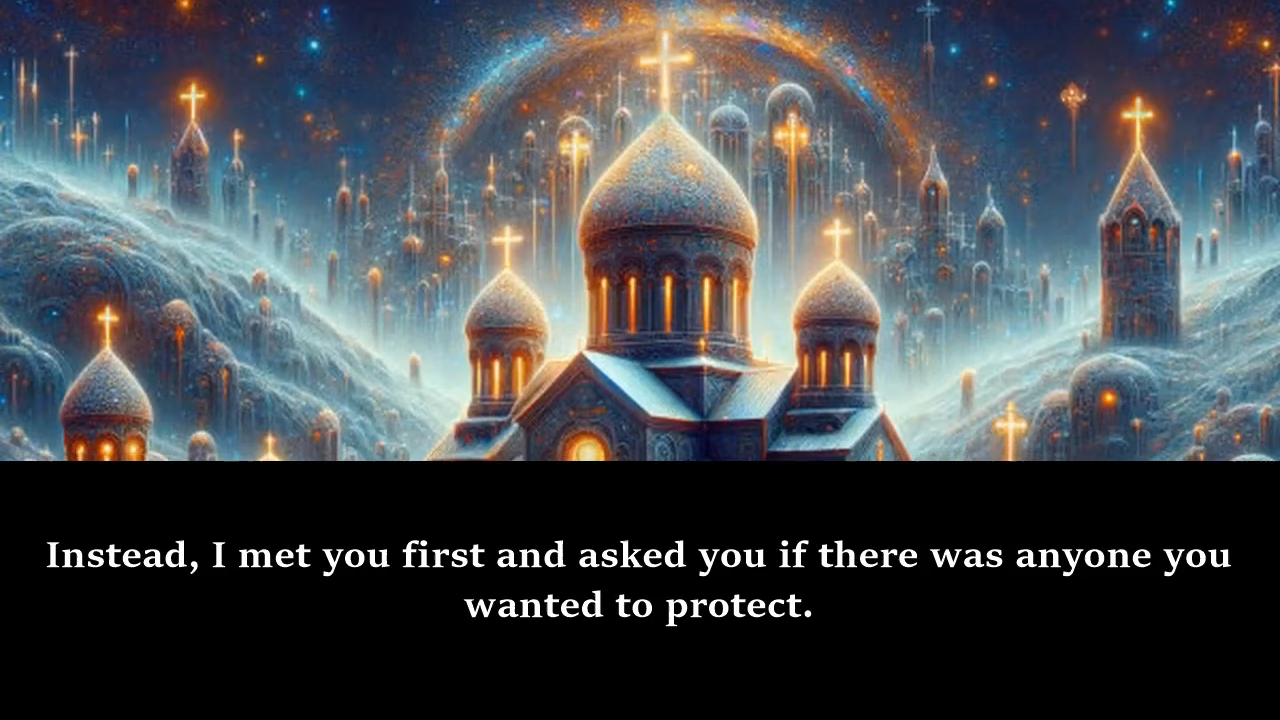 Instead, I met you first and asked you if there was anyone you
wanted to protect.